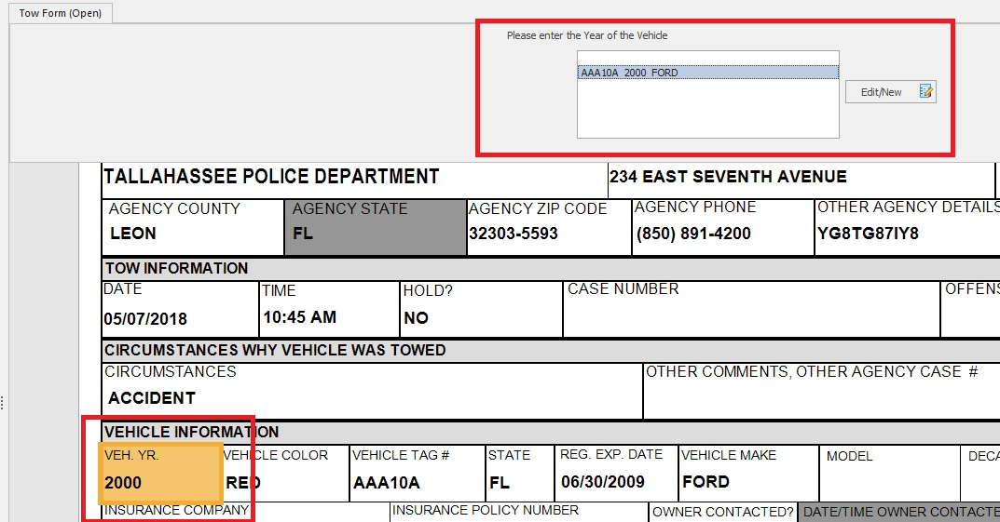 Tow Form (Open)
Please enter the Year of the Vehicle
AAA10A 2000 FORD
Edit/New
TALLAHASSEE POLICE DEPARTMENT 234 EAST SEVENTH AVENUE
AGENCY COUNTY AGENCY STATE AGENCY ZIP CODE AGENCY PHONE OTHER AGENCY DETAILS
LEON FL 32303-5593 (850) 891-4200 YG8TG87IY8
TOW INFORMATION
DATE TIME HOLD? CASE NUMBER OFFENS
05/07/2018 10:45 AM NO
CIRCUMSTANCES WHY VEHICLE WAS TOWED
CIRCUMSTANCES OTHER COMMENTS, OTHER AGENCY CASE #
ACCIDENT
VEHICLE INFORMATION
VEH. YR. VEHICLE COLOR VEHICLE TAG # STATE REG. EXP. DATE VEHICLE MAKE MODEL DECA
2000 RED AAA10A FL 06/30/2009 FORD
INSURANCE COMPANY INSURANCE POLICY NUMBER OWNER CONTACTED? DATE/TIME OWNER CONTACTE